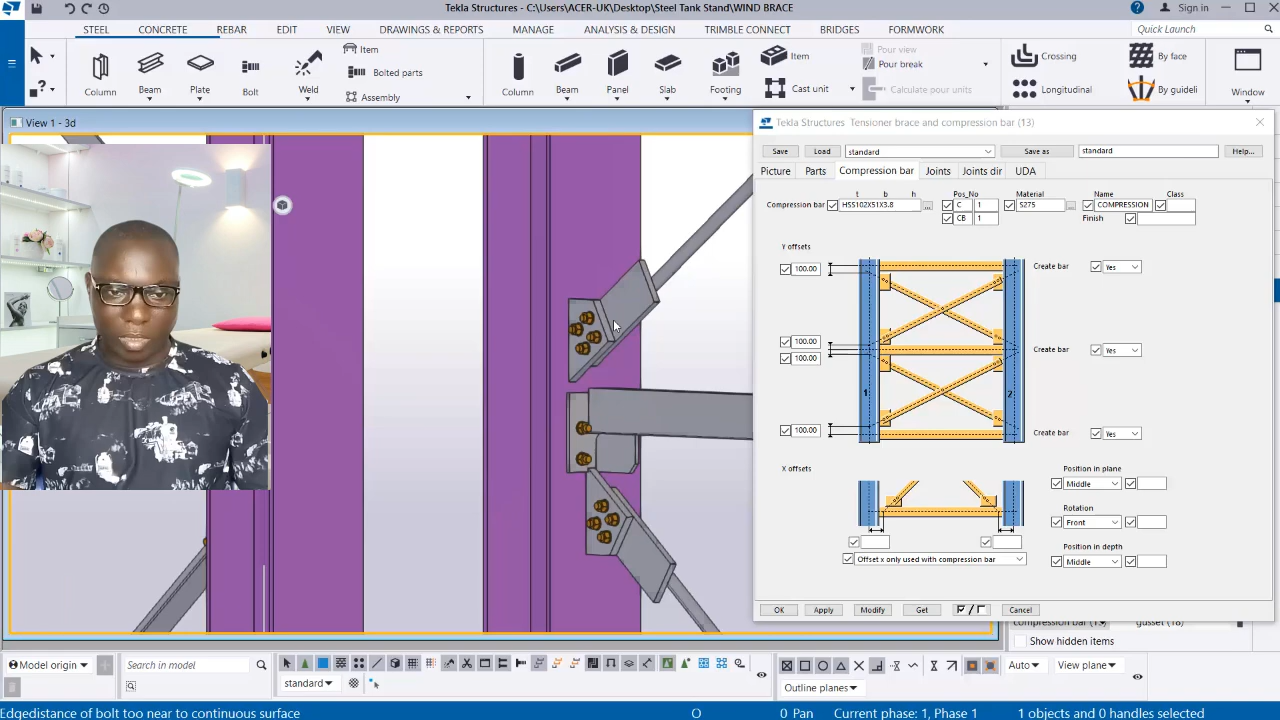 Tekla Structures - C:\Users\ACER-UK\Desktop\Steel Tank Stand\WIND BRACE
Sign in
STEEL CONCRETE REBAR EDIT VIEW DRAWINGS & REPORTS MANAGE ANALYSIS & DESIGN TRIMBLE CONNECT BRIDGES FORMWORK Quick Launch
Item
Bolted parts
Assembly
Column Beam Plate Bolt Weld
Column Beam Panel Slab Footing
Item
Cast unit
Pour view
Pour break
Calculate pour units
Crossing
Longitudinal
By face
By guideli
Window
View 1 - 3d
Tekla Structures Tensioner brace and compression bar (13)
Save Load standard Save as standard Help...
Picture Parts Compression bar Joints Joints dir UDA
t b h Pos_No Material Name Class
Compression bar HSS102X51X3.8 ... C 1 S275 ... COMPRESSION
CB 1 Finish
Y offsets
100.00 Create bar Yes
100.00 Create bar Yes
100.00
1 2
100.00 Create bar Yes
X offsets
Position in plane
Middle
Rotation
Front
Position in depth
Middle
Offset x only used with compression bar
OK Apply Modify Get / Cancel
compression bar (13) gusset (18)
Show hidden items
Model origin Search in model
standard
Auto View plane
Outline planes
Edgedistance of bolt too near to continuous surface O 0 Pan Current phase: 1, Phase 1 1 objects and 0 handles selected